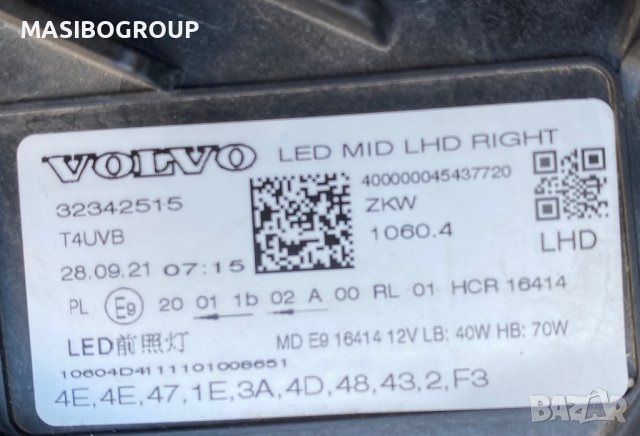 MASIBOGROUP
VOLVO LED MID LHD RIGHT
32342515
400000045437720
T4UVB
ZKW
28.09.21 07:15
1060.4
LHD
PL E9 20 01 1b 02 A 00 RL 01 HCR 16414
LED前照灯 MD E9 16414 12V LB: 40W HB: 70W
10604D4111101008651
4E,4E,47,1E,3A,4D,48,43,2,F3
BAZAR